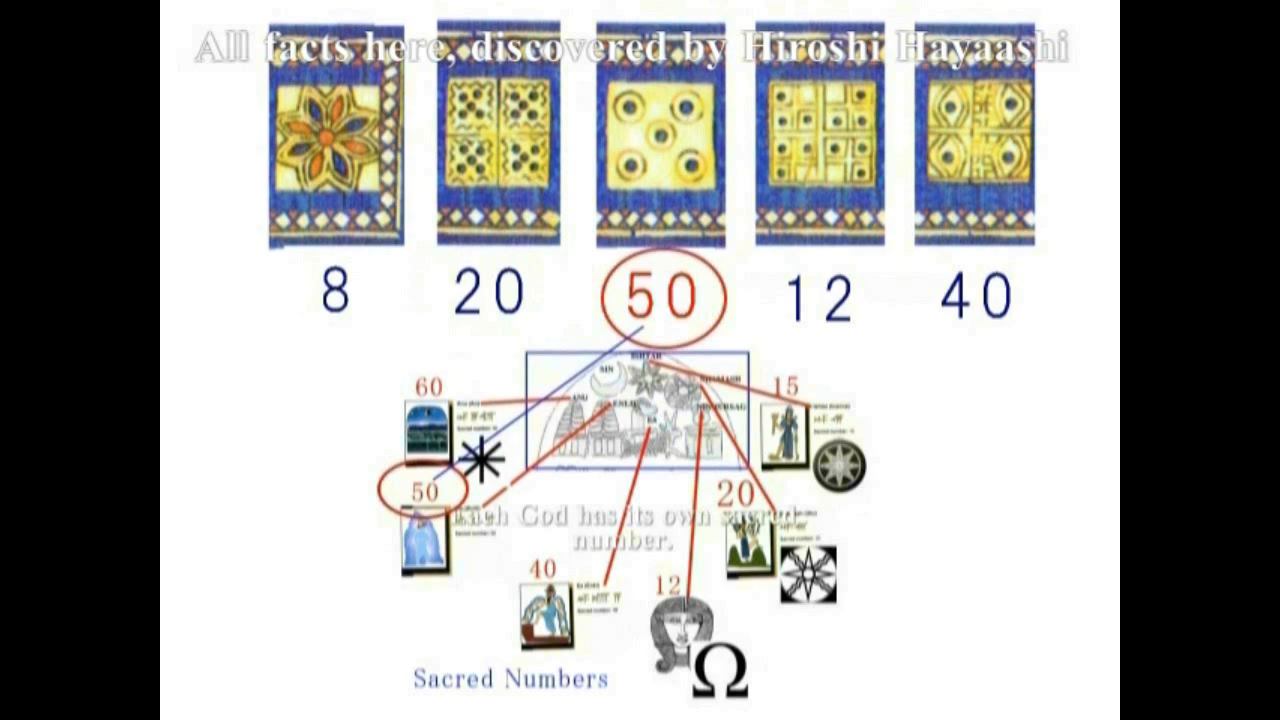 All facts here, discovered by Hiroshi Hayaashi
8 20 50 12 40
ISHTAR
SIN
SHAMASH
ANU
ENLIL
NINHURSAG
EA
60
15
50
20
Each God has its own sacred
number.
40
12
Ω
Sacred Numbers